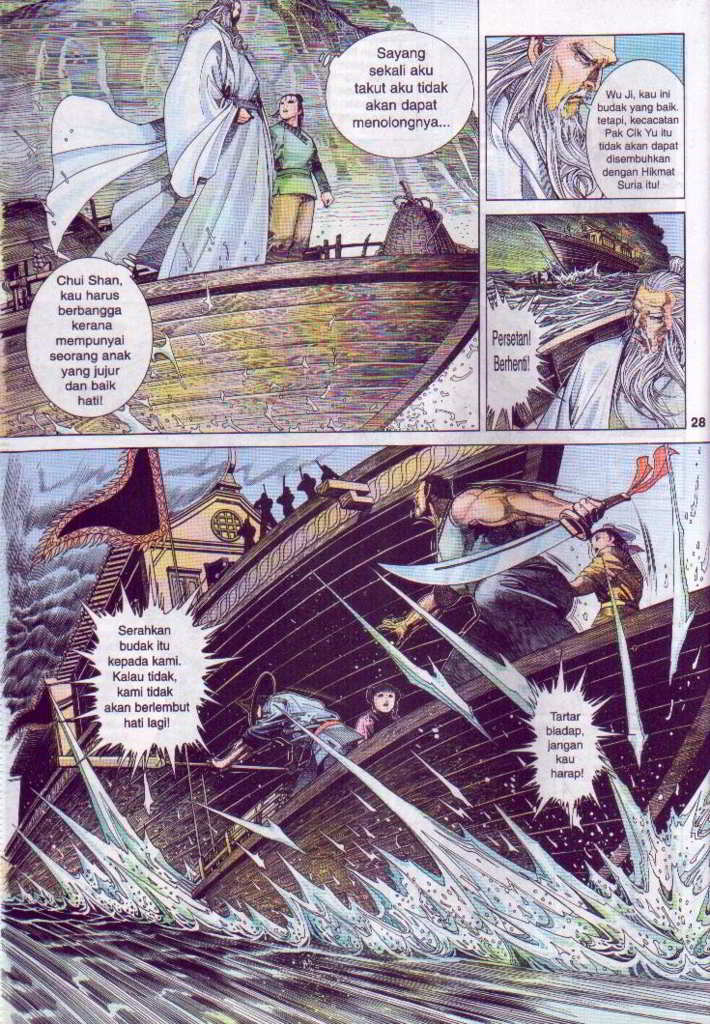 Sayang
sekali aku
takut aku tidak
akan dapat
menolongnya...
Chui Shan,
kau harus
berbangga
kerana
mempunyai
seorang anak
yang jujur
dan baik
hati!
Wu Ji, kau ini
budak yang baik.
tetapi, kecacatan
Pak Cik Yu itu
tidak akan dapat
disembuhkan
dengan Hikmat
Suria itu!
Persetan!
Berhenti!
28
Serahkan
budak itu
kepada kami.
Kalau tidak,
kami tidak
akan berlembut
hati lagi!
Tartar
biadap,
jangan
kau
harap!